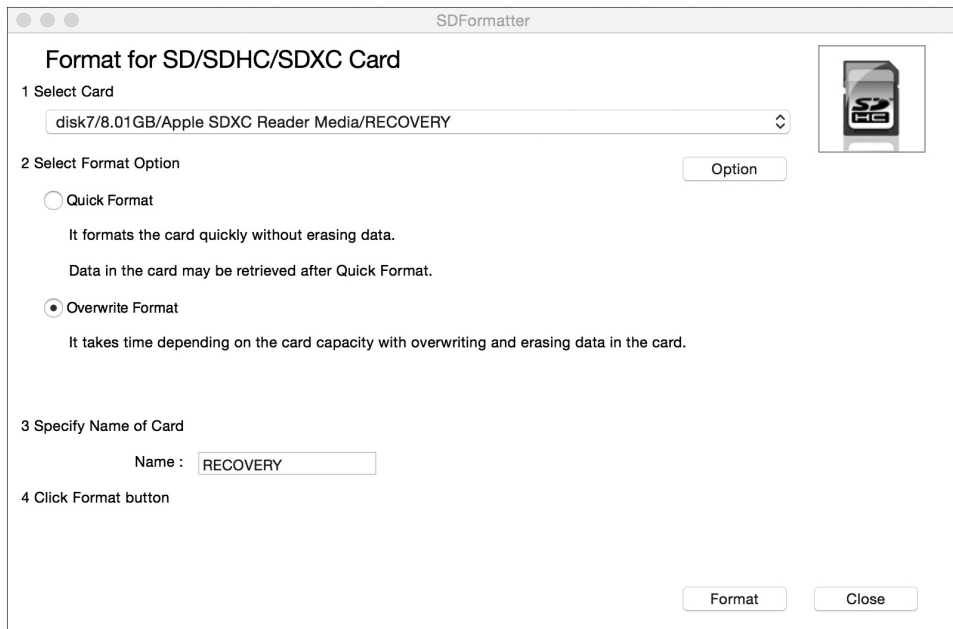 SDFormatter
Format for SD/SDHC/SDXC Card
1 Select Card
disk7/8.01GB/Apple SDXC Reader Media/RECOVERY
SD
HC
2 Select Format Option
Option
Quick Format
It formats the card quickly without erasing data.
Data in the card may be retrieved after Quick Format.
Overwrite Format
It takes time depending on the card capacity with overwriting and erasing data in the card.
3 Specify Name of Card
Name : RECOVERY
4 Click Format button
Format Close